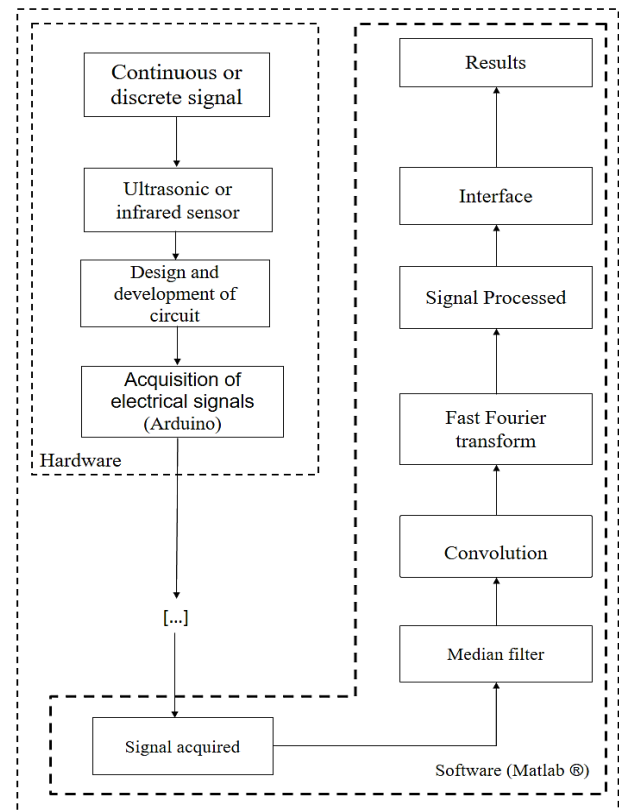 Continuous or
discrete signal
Ultrasonic or
infrared sensor
Design and
development of
circuit
Acquisition of
electrical signals
(Arduino)
Hardware
[...]
Signal acquired
Results
Interface
Signal Processed
Fast Fourier
transform
Convolution
Median filter
Software (Matlab ®)